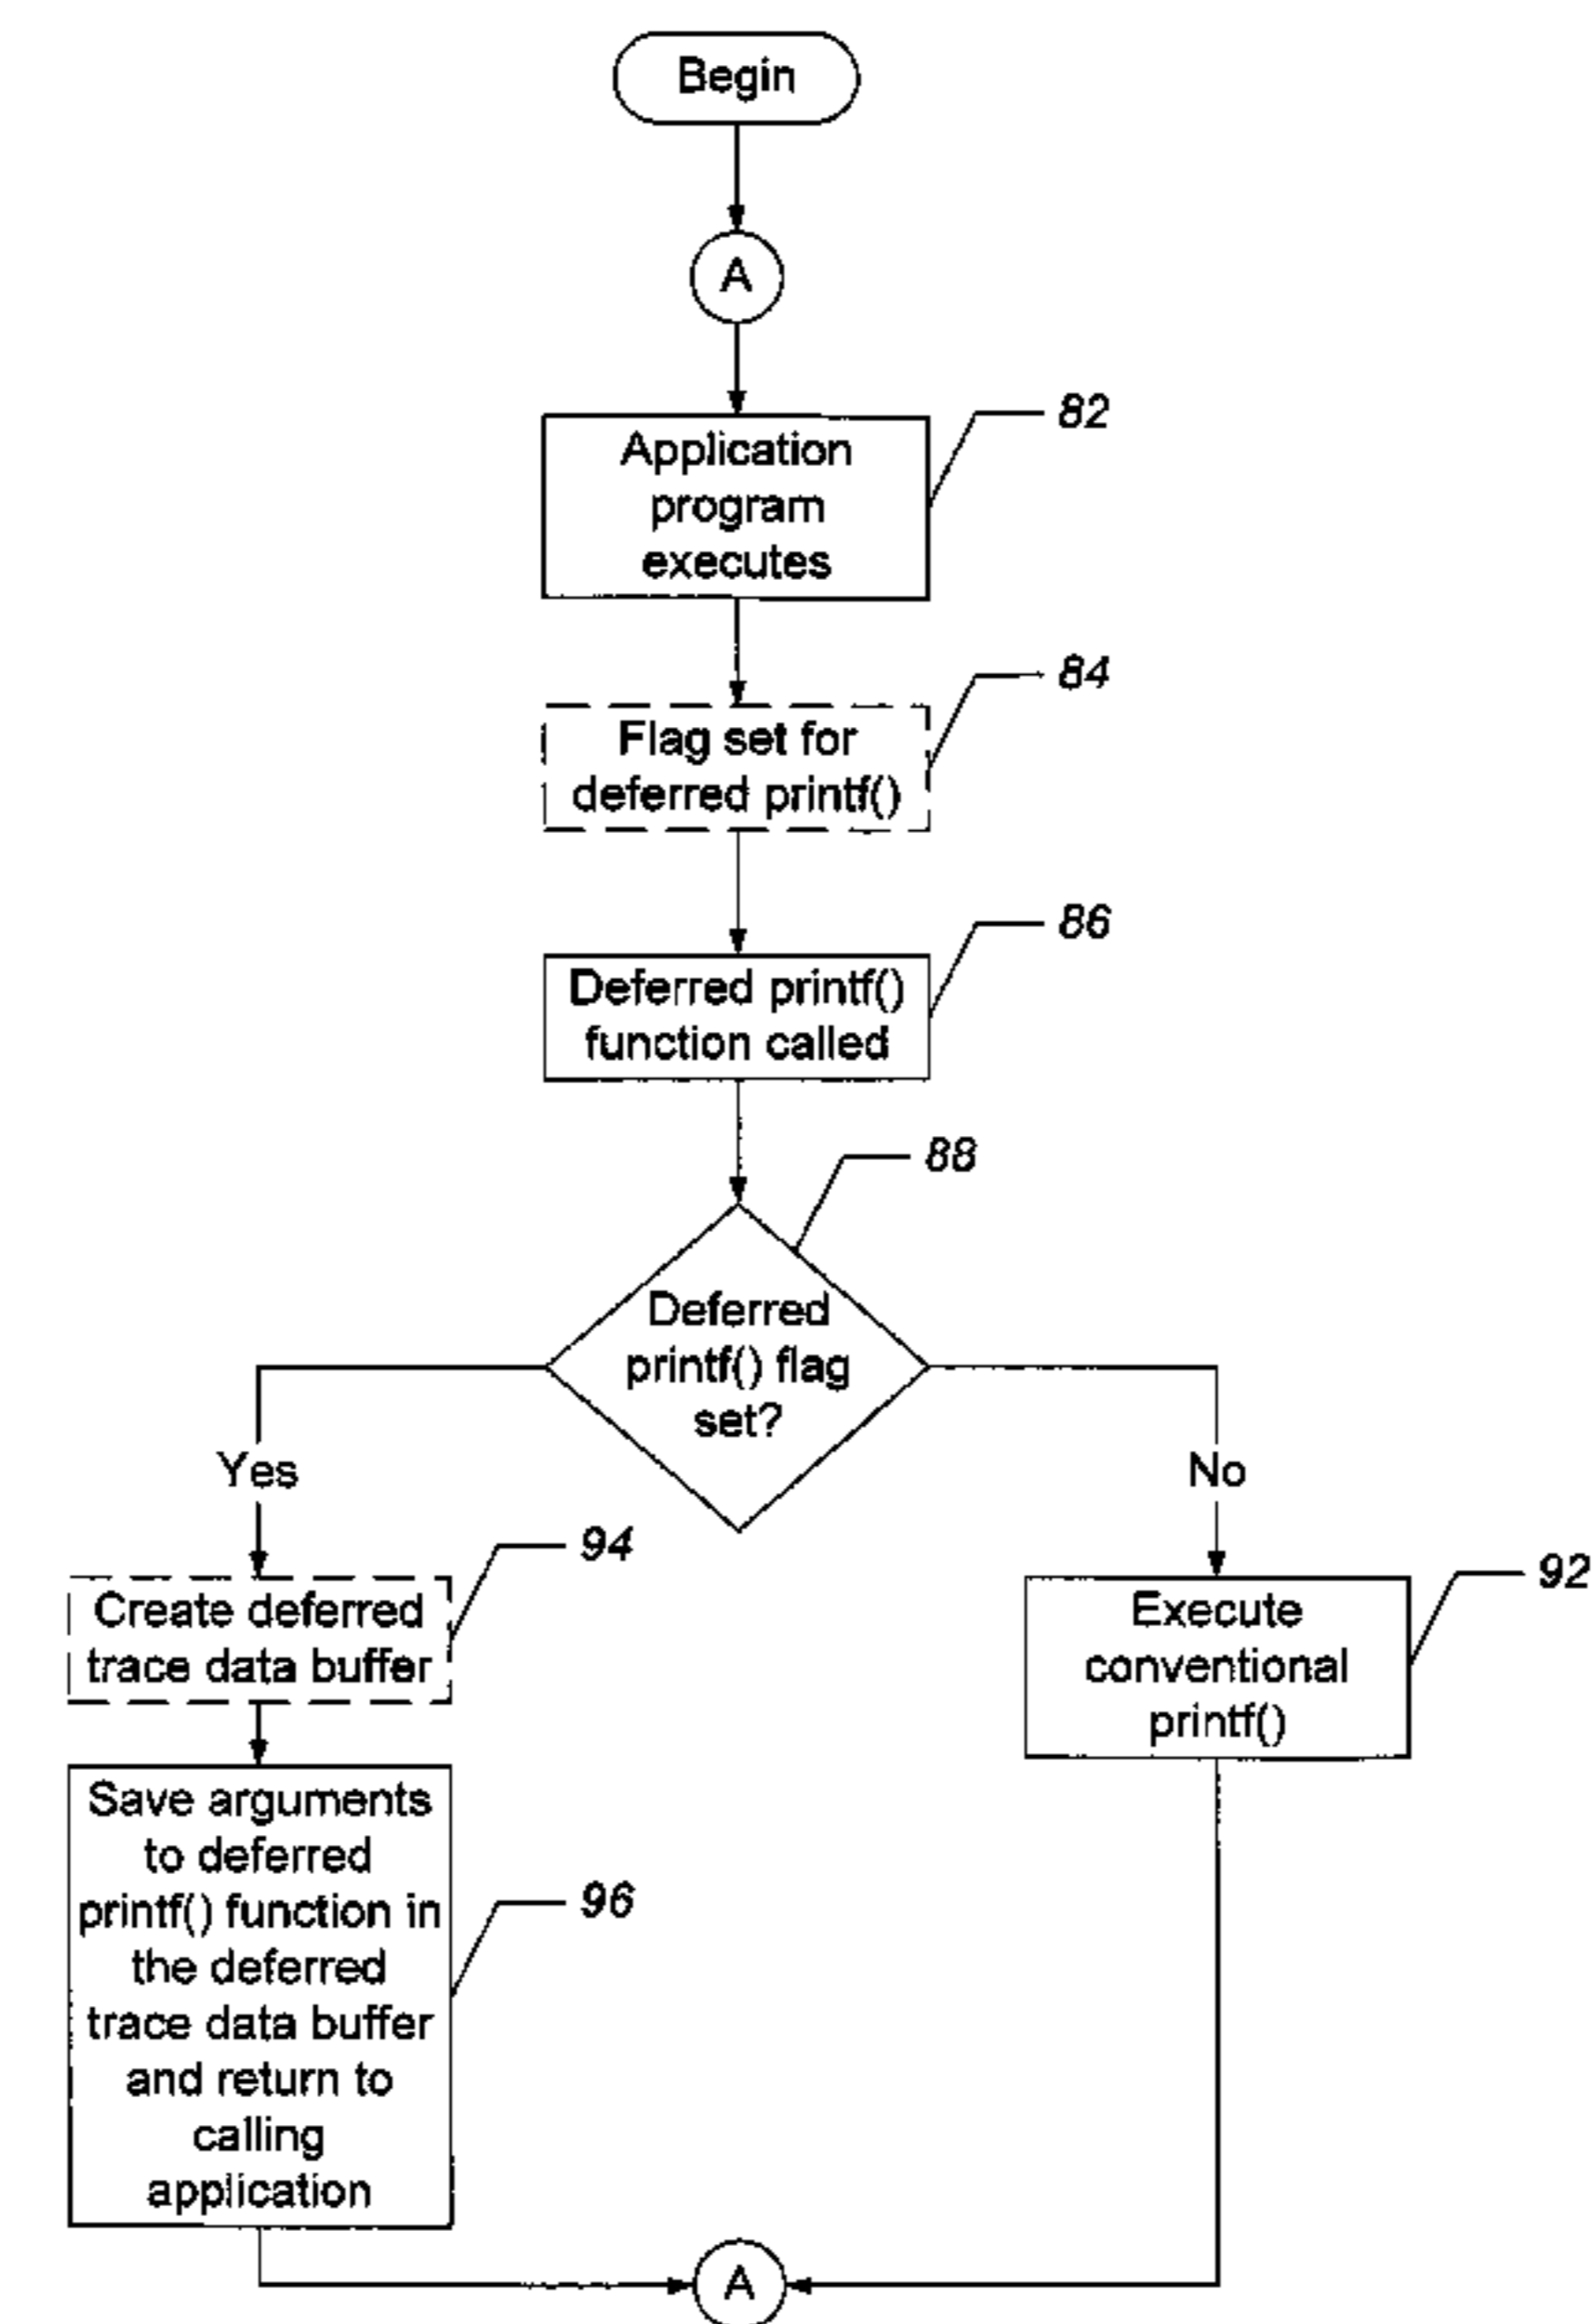 Begin
A
82
Application
program
executes
84
Flag set for
deferred printf()
86
Deferred printf()
function called
88
Deferred
printf() flag
set?
Yes
No
94
Create deferred
trace data buffer
92
Execute
conventional
printf()
Save arguments
to deferred
printf() function in
the deferred
trace data buffer
and return to
calling
application
96
A